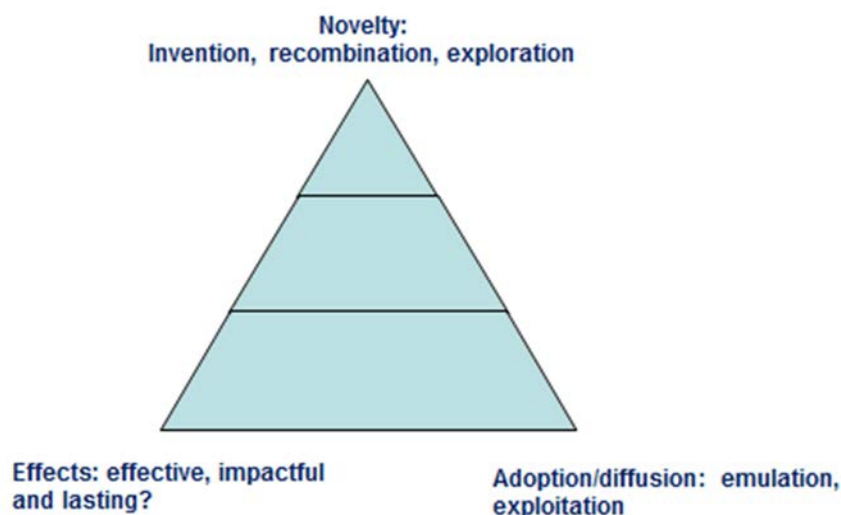 Novelty:
Invention, recombination, exploration
Effects: effective, impactful
and lasting?
Adoption/diffusion: emulation,
exploitation